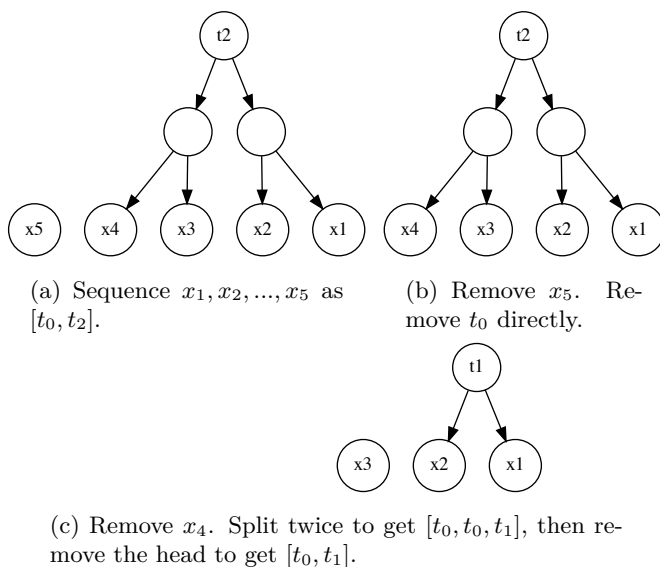 t2
t2
x5 x4 x3 x2 x1
x4 x3 x2 x1
(a) Sequence x₁, x₂, ..., x₅ as
[t₀, t₂].
(b) Remove x₅. Re-
move t₀ directly.
t1
x3 x2 x1
(c) Remove x₄. Split twice to get [t₀, t₀, t₁], then re-
move the head to get [t₀, t₁].